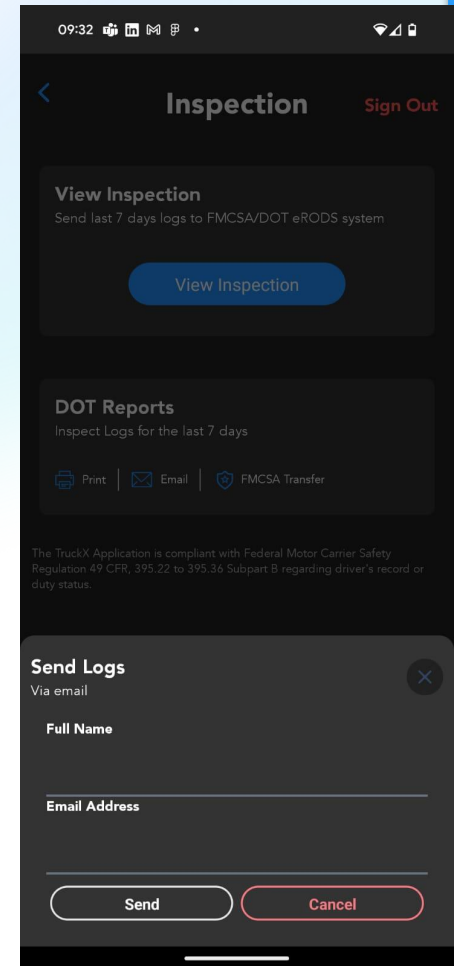 09:32
Inspection
Sign Out
View Inspection
Send last 7 days logs to FMCSA/DOT eRODS system
View Inspection
DOT Reports
Inspect Logs for the last 7 days
Print
Email
FMCSA Transfer
The TruckX Application is compliant with Federal Motor Carrier Safety
Regulation 49 CFR, 395.22 to 395.36 Subpart B regarding driver's record or
duty status.
Send Logs
Via email
Full Name
Email Address
Send
Cancel